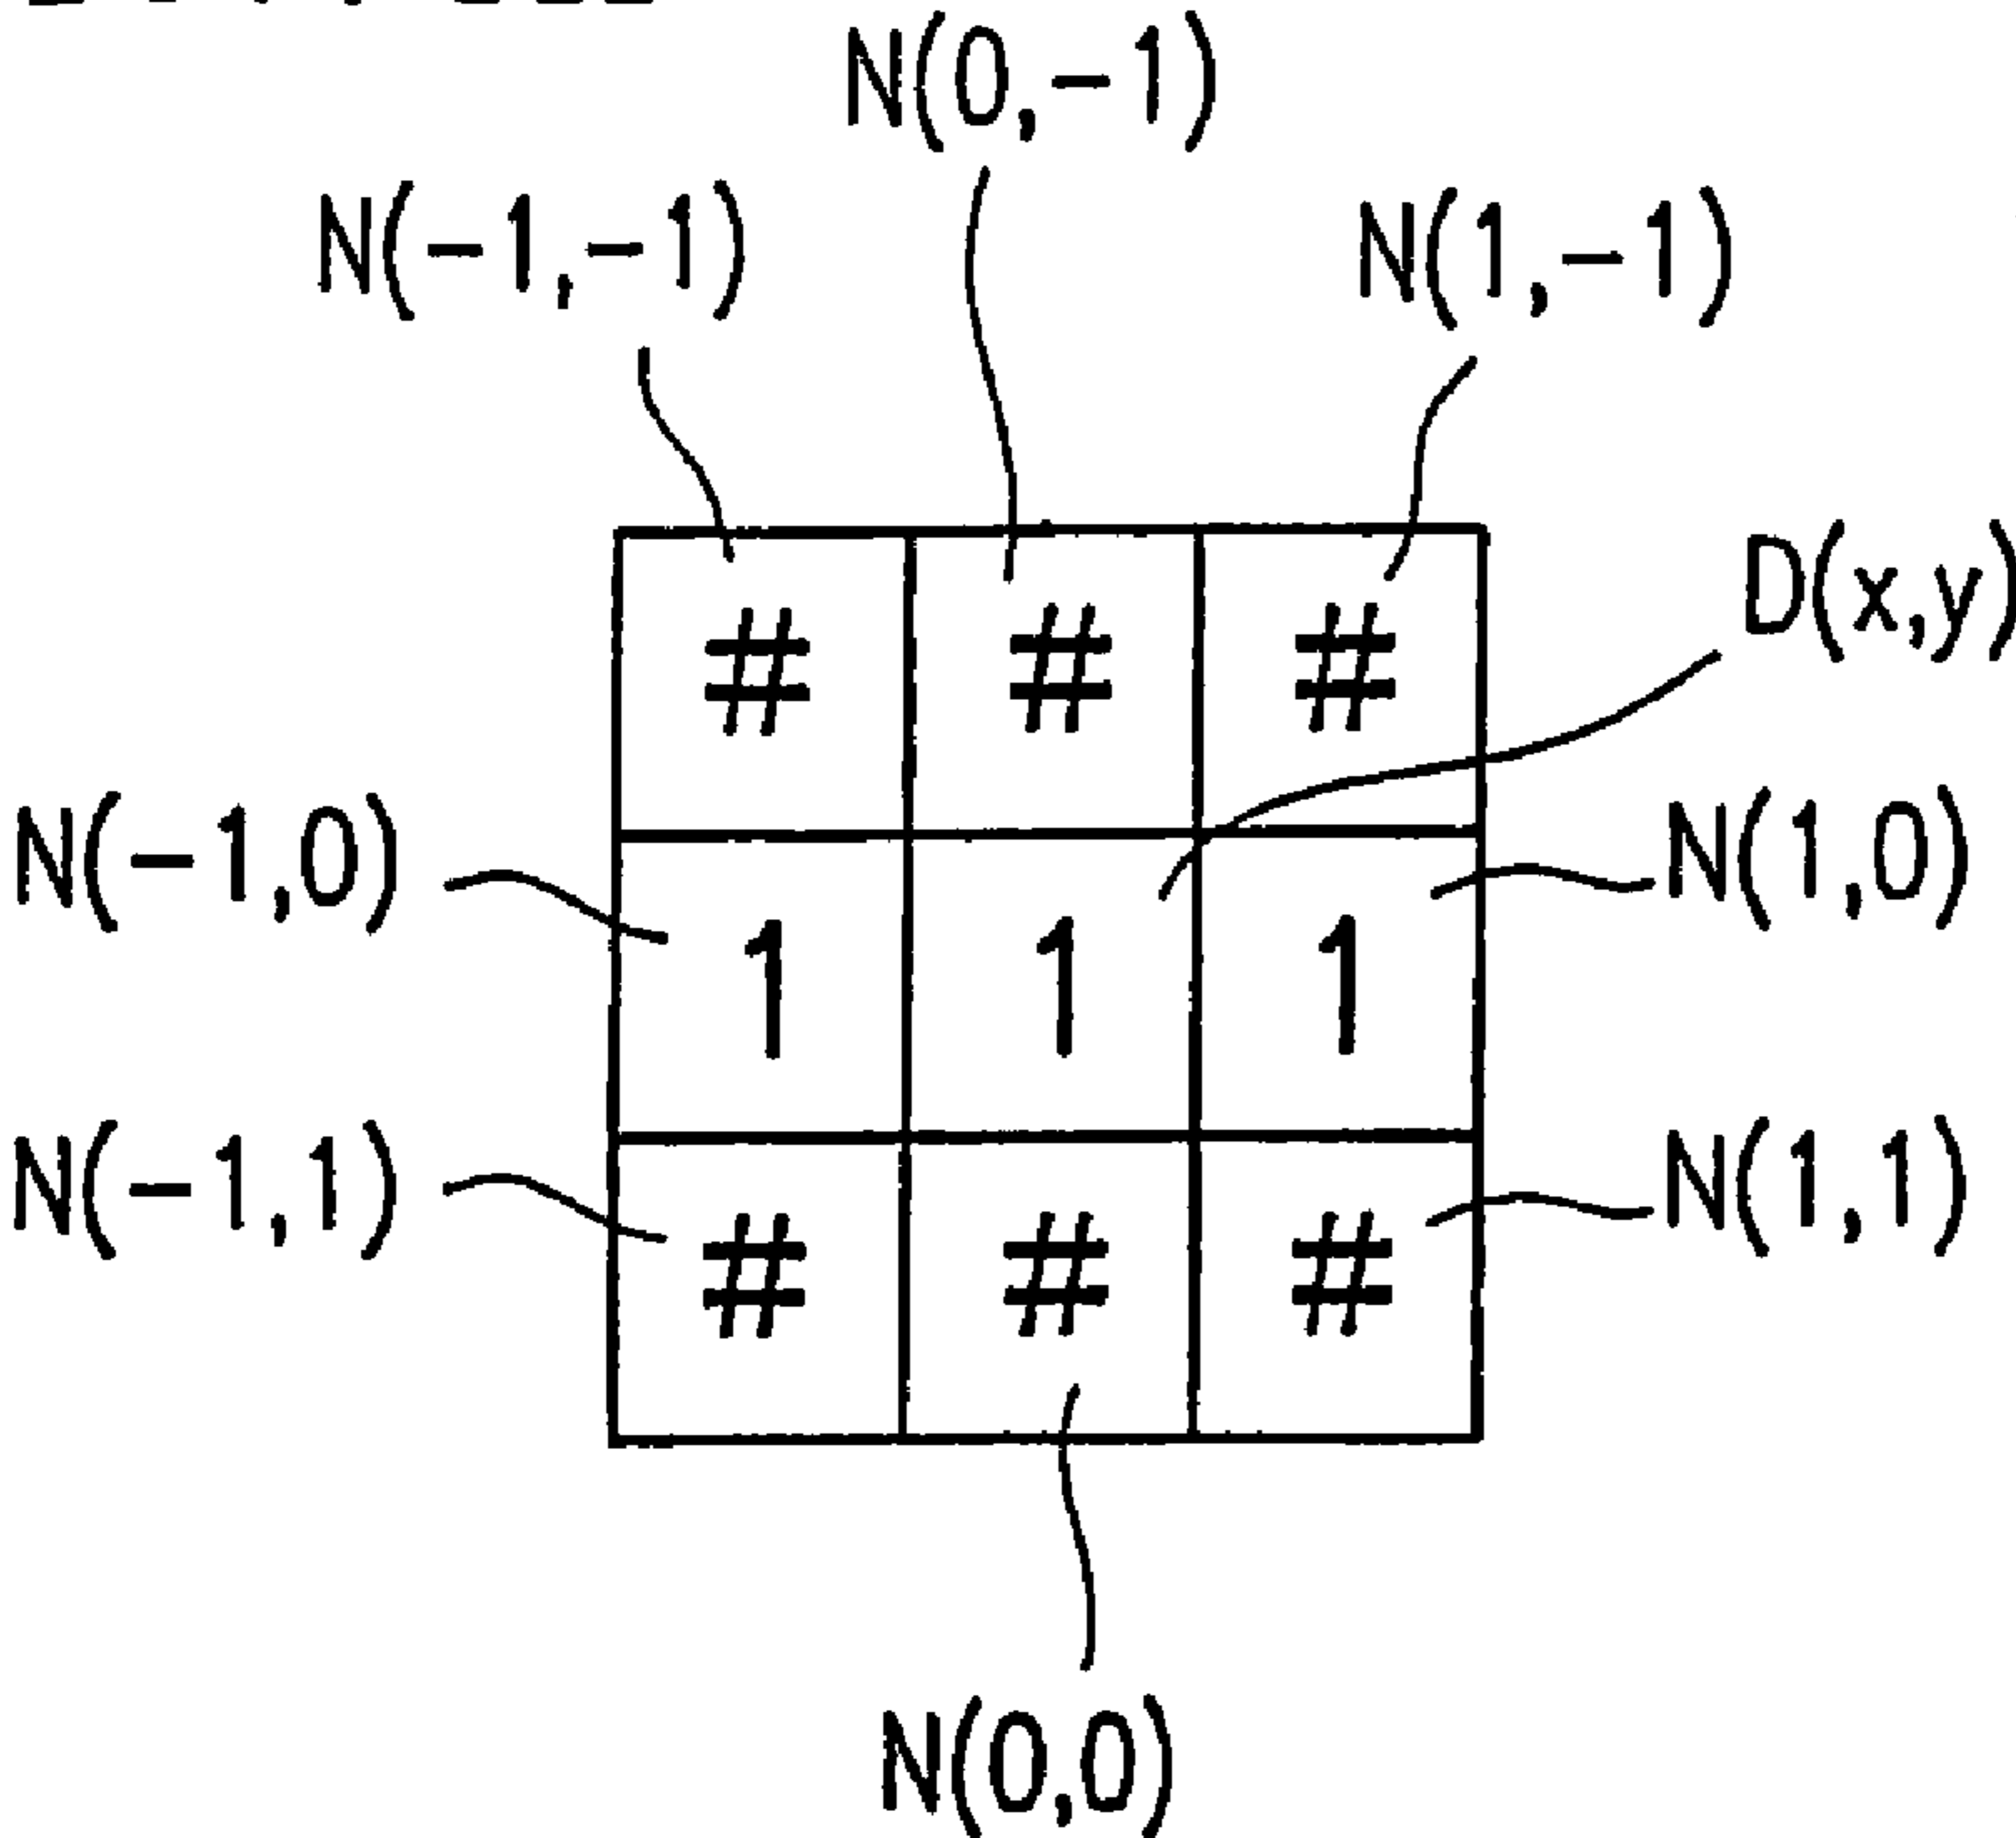 N(0,-1)
N(-1,-1)
N(1,-1)
D(x,y)
# # #
N(-1,0)
N(1,0)
1 1 1
N(-1,1)
N(1,1)
# # #
N(0,0)